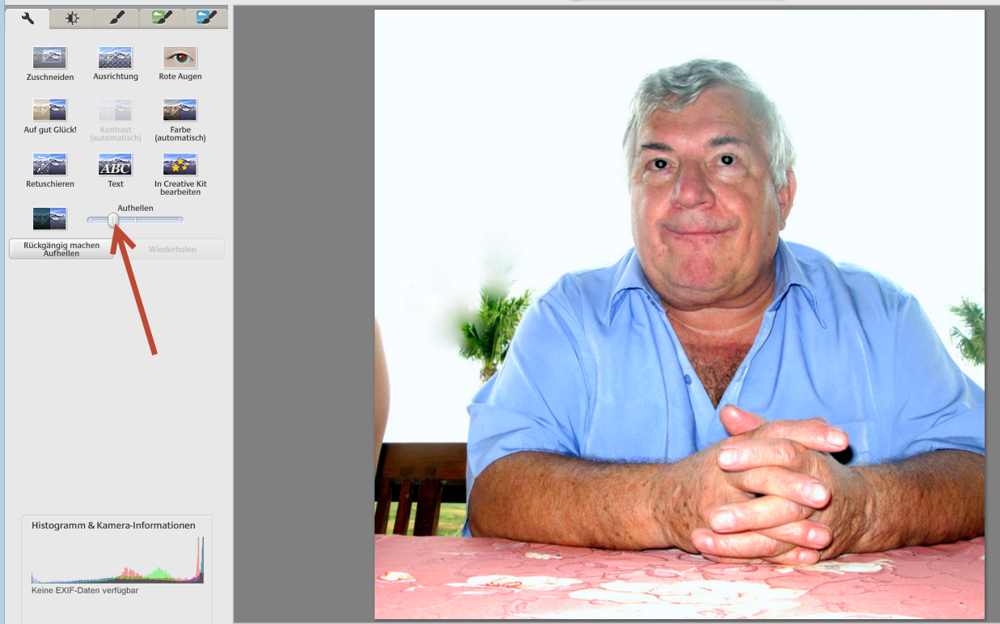 Zuschneiden
Ausrichtung
Rote Augen
Auf gut Glück!
Kontrast
(automatisch)
Farbe
(automatisch)
Retuschieren
ABC
Text
In Creative Kit
bearbeiten
Aufhellen
Rückgängig machen
Aufhellen
Wiederholen
Histogramm & Kamera-Informationen
Keine EXIF-Daten verfügbar